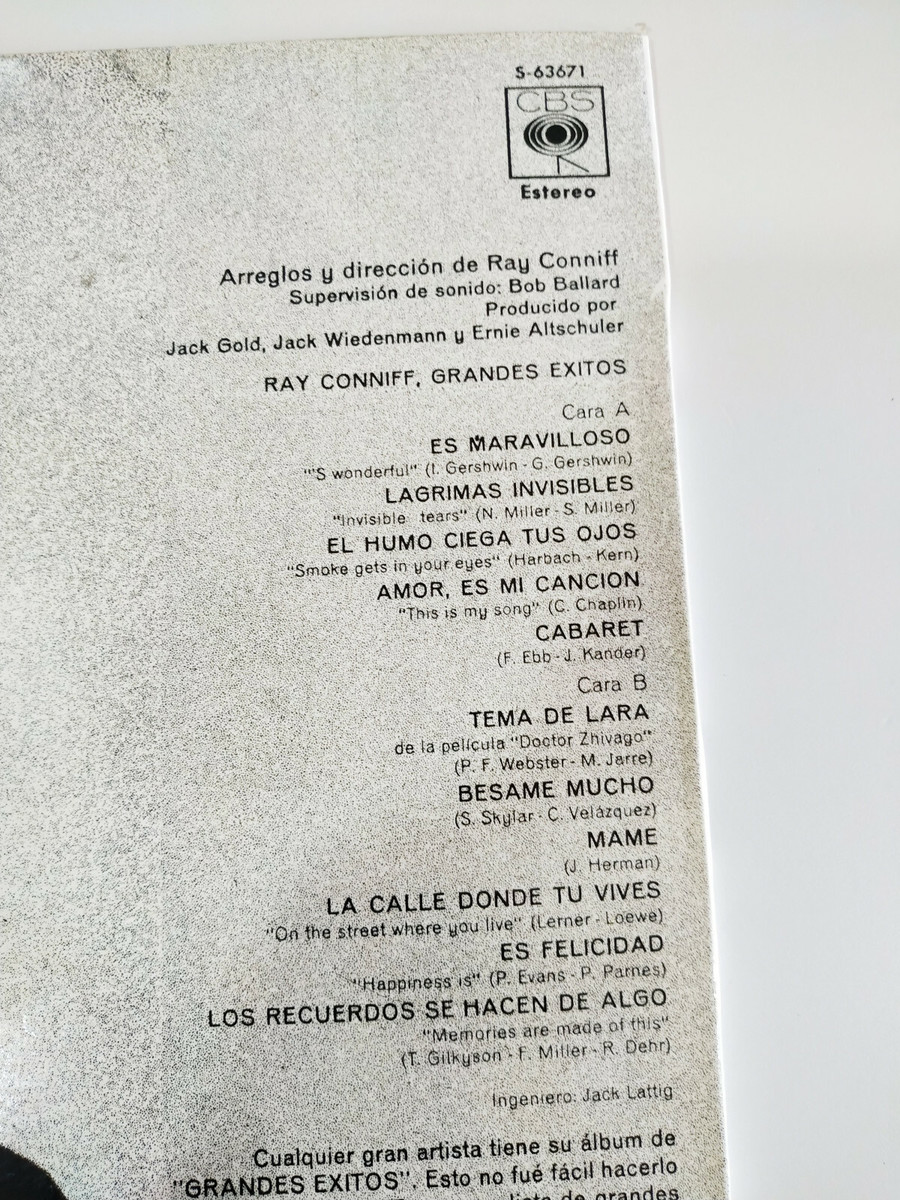 S-63671
CBS
Estereo
Arreglos y dirección de Ray Conniff
Supervisión de sonido: Bob Ballard
Producido por
Jack Gold, Jack Wiedenmann y Ernie Altschuler
RAY CONNIFF, GRANDES EXITOS
Cara A
ES MARAVILLOSO
"'S wonderful" (I. Gershwin - G. Gershwin)
LAGRIMAS INVISIBLES
"Invisible tears" (N. Miller - S. Miller)
EL HUMO CIEGA TUS OJOS
"Smoke gets in your eyes" (Harbach - Kern)
AMOR, ES MI CANCION
"This is my song" (C. Chaplin)
CABARET
(F. Ebb - J. Kander)
Cara B
TEMA DE LARA
de la película "Doctor Zhivago"
(P. F. Webster - M. Jarre)
BESAME MUCHO
(S. Skylar - C. Velázquez)
MAME
(J. Herman)
LA CALLE DONDE TU VIVES
"On the street where you live" (Lerner - Loewe)
ES FELICIDAD
"Happiness is" (P. Evans - P. Parnes)
LOS RECUERDOS SE HACEN DE ALGO
"Memories are made of this"
(T. Gilkyson - F. Miller - R. Dehr)
Ingeniero: Jack Lattig
Cualquier gran artista tiene su álbum de
"GRANDES EXITOS". Esto no fué fácil hacerlo
lista de grandes